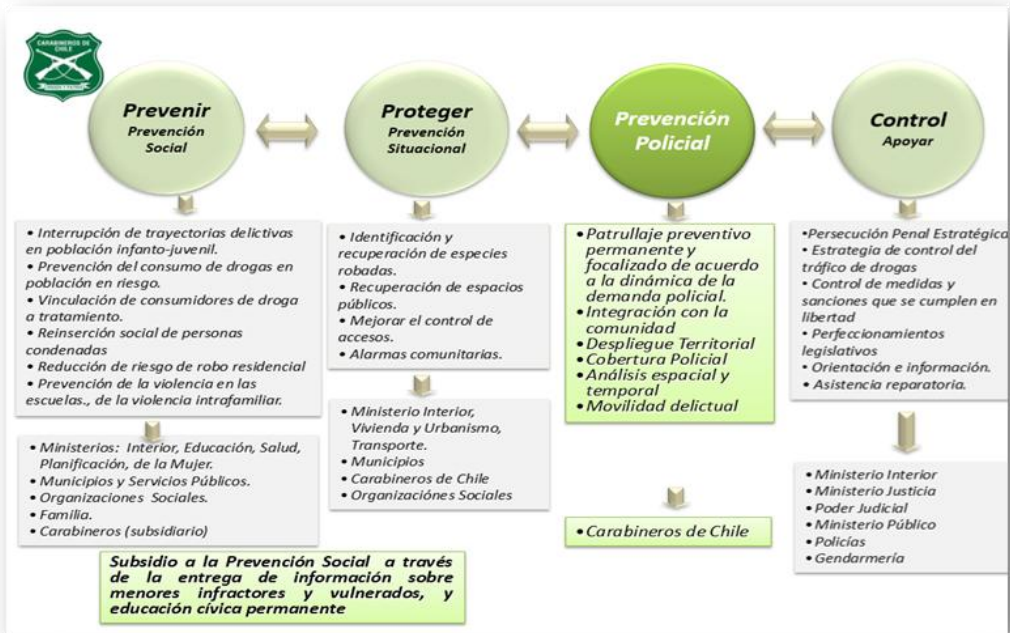 CARABINEROS DE
CHILE
Prevenir
Prevención
Social
Proteger
Prevención
Situacional
Prevención
Policial
Control
Apoyar
• Interrupción de trayectorias delictivas
en población infanto-juvenil.
• Prevención del consumo de drogas en
población en riesgo.
• Vinculación de consumidores de droga
a tratamiento.
• Reinserción social de personas
condenadas
• Reducción de riesgo de robo residencial
• Prevención de la violencia en las
escuelas., de la violencia intrafamiliar.
• Identificación y
recuperación de especies
robadas.
• Recuperación de espacios
públicos.
• Mejorar el control de
accesos.
• Alarmas comunitarias.
• Patrullaje preventivo
permanente y
focalizado de acuerdo
a la dinámica de la
demanda policial.
• Integración con la
comunidad
• Despliegue Territorial
• Cobertura Policial
• Análisis espacial y
temporal
• Movilidad delictual
•Persecución Penal Estratégica
• Estrategia de control del
tráfico de drogas
• Control de medidas y
sanciones que se cumplen en
libertad
• Perfeccionamientos
legislativos
• Orientación e información.
• Asistencia reparatoria.
• Ministerios: Interior, Educación, Salud,
Planificación, de la Mujer.
• Municipios y Servicios Públicos.
• Organizaciones Sociales.
• Familia.
• Carabineros (subsidiario)
• Ministerio Interior,
Vivienda y Urbanismo,
Transporte.
• Municipios
• Carabineros de Chile
• Organizaciónes Sociales
• Carabineros de Chile
• Ministerio Interior
• Ministerio Justicia
• Poder Judicial
• Ministerio Público
• Policías
• Gendarmería
Subsidio a la Prevención Social a través
de la entrega de información sobre
menores infractores y vulnerados, y
educación cívica permanente